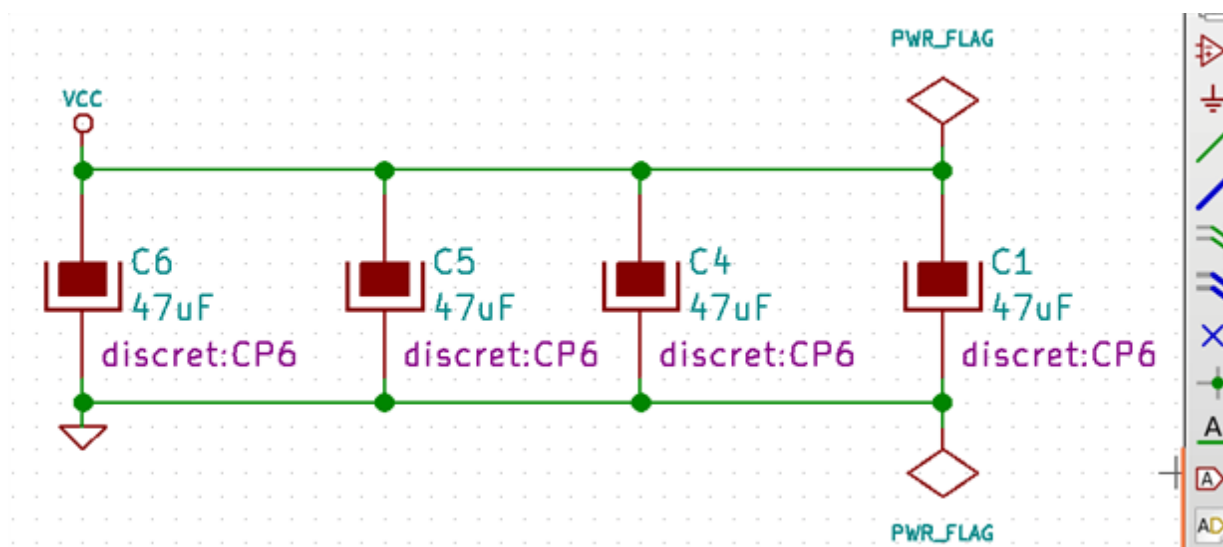 PWR_FLAG
VCC
C6
47uF
discret:CP6
C5
47uF
discret:CP6
C4
47uF
discret:CP6
C1
47uF
discret:CP6
PWR_FLAG
A
A
AD